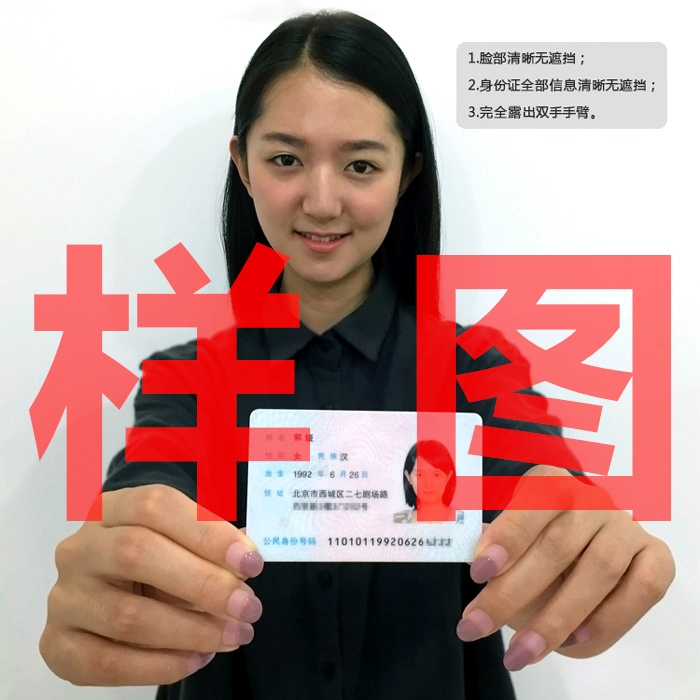 1.脸部清晰无遮挡；
2.身份证全部信息清晰无遮挡；
3.完全露出双手手臂。
样图
姓名 郭娅
性别 女 民族 汉
出生 1992 年 6 月 26 日
住址 北京市西城区二七剧场路
公民身份号码 11010119920626